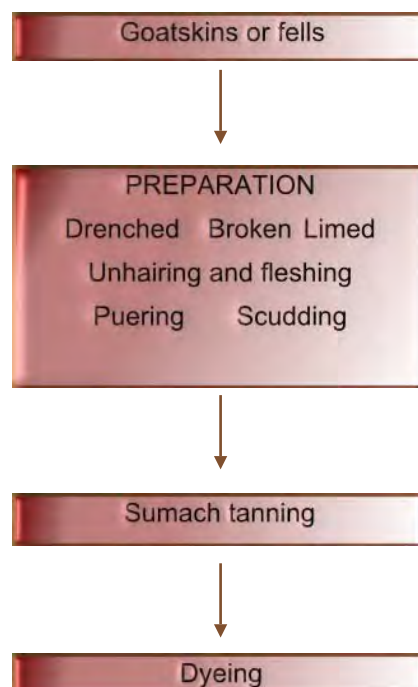 Goatskins or fells
PREPARATION
Drenched Broken Limed
Unhairing and fleshing
Puering Scudding
Sumach tanning
Dyeing